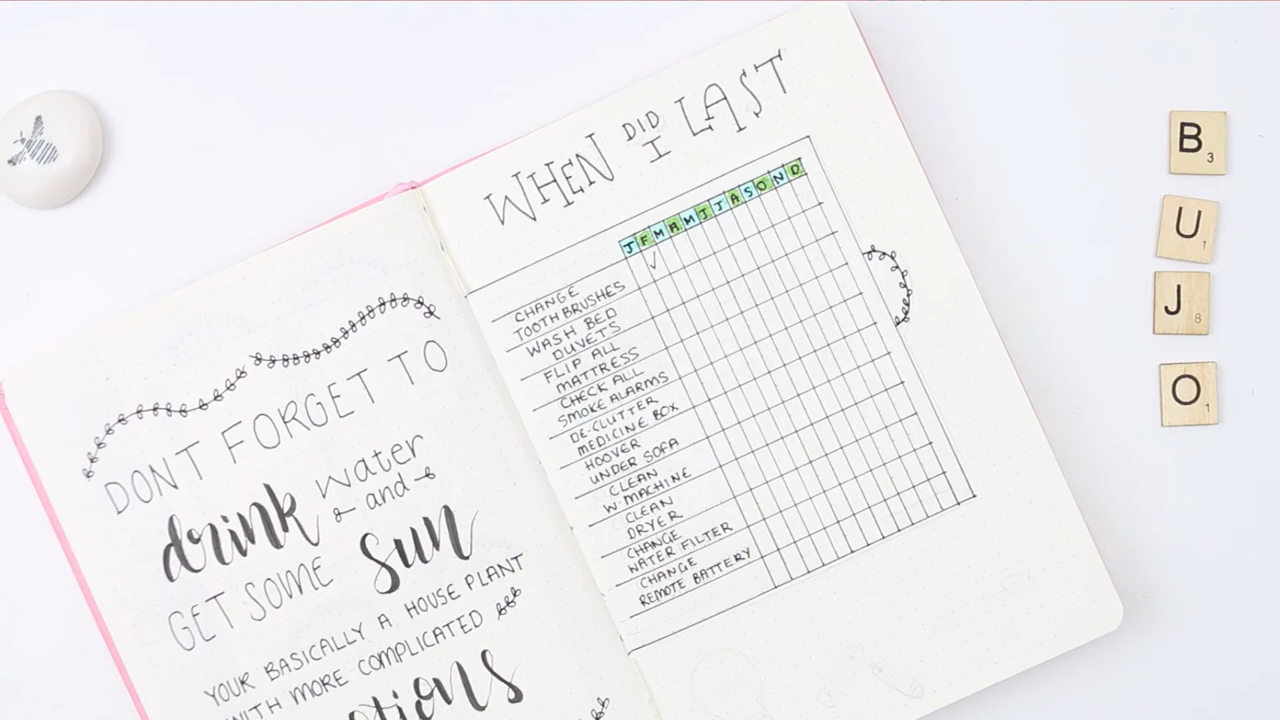 DONT FORGET TO
drink water
and
GET SOME sun
YOUR BASICALLY A HOUSE PLANT
WITH MORE COMPLICATED
WHEN DID I LAST
J F M A M J J A S O N D
CHANGE
TOOTHBRUSHES
WASH BED
DUVETS
FLIP ALL
MATTRESS
CHECK ALL
SMOKE ALARMS
DE-CLUTTER
MEDICINE BOX
HOOVER
UNDER SOFA
CLEAN
W.MACHINE
CLEAN
DRYER
CHANGE
WATER FILTER
CHANGE
REMOTE BATTERY
B 3
U 1
J 8
O 1